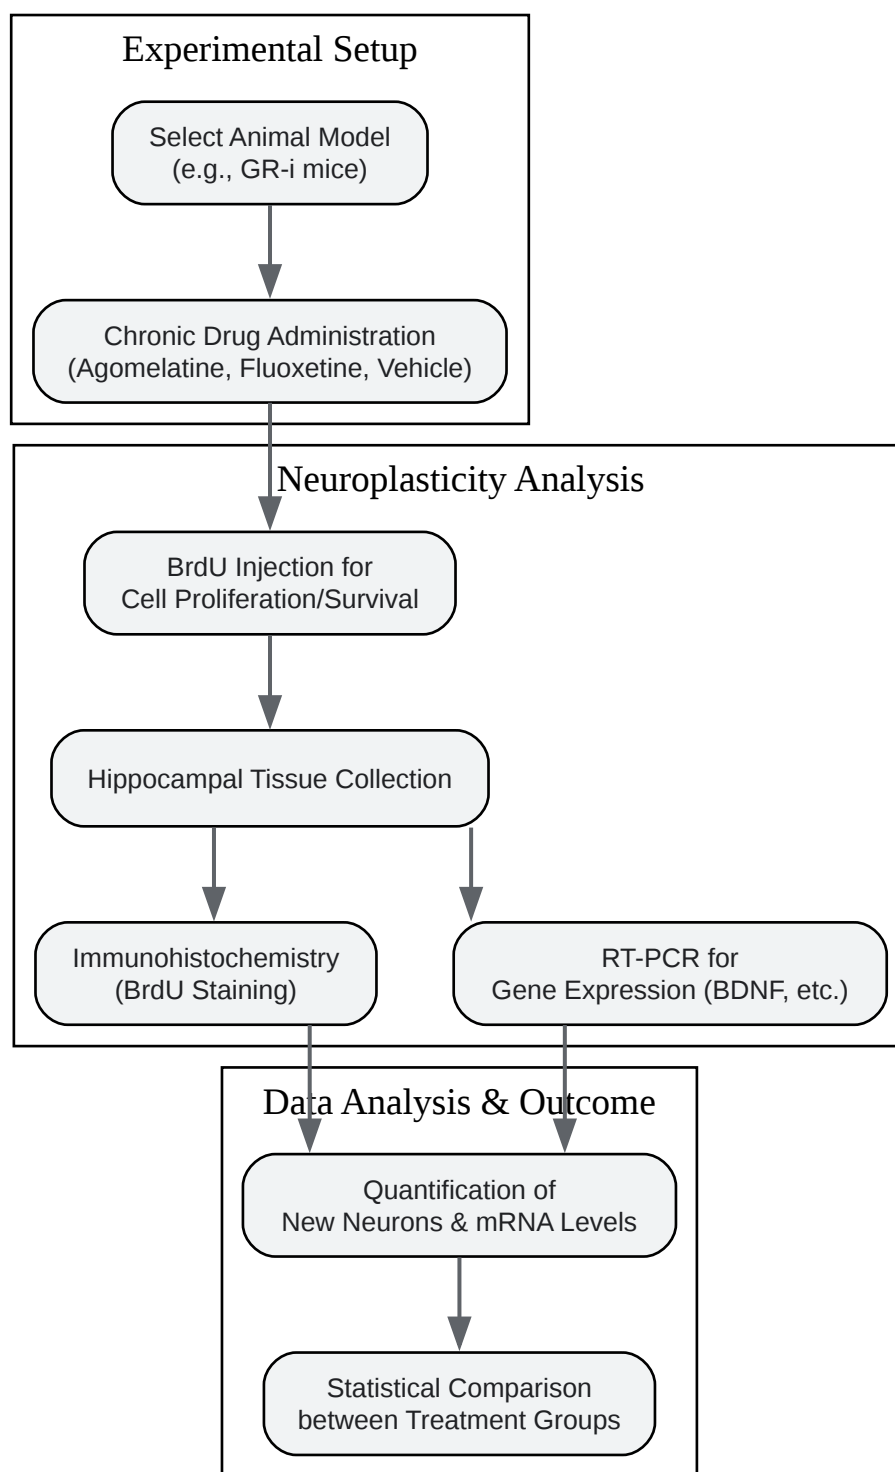 Experimental Setup
Select Animal Model
(e.g., GR-i mice)
Chronic Drug Administration
(Agomelatine, Fluoxetine, Vehicle)
Neuroplasticity Analysis
BrdU Injection for
Cell Proliferation/Survival
Hippocampal Tissue Collection
Immunohistochemistry
(BrdU Staining)
RT-PCR for
Gene Expression (BDNF, etc.)
Data Analysis & Outcome
Quantification of
New Neurons & mRNA Levels
Statistical Comparison
between Treatment Groups